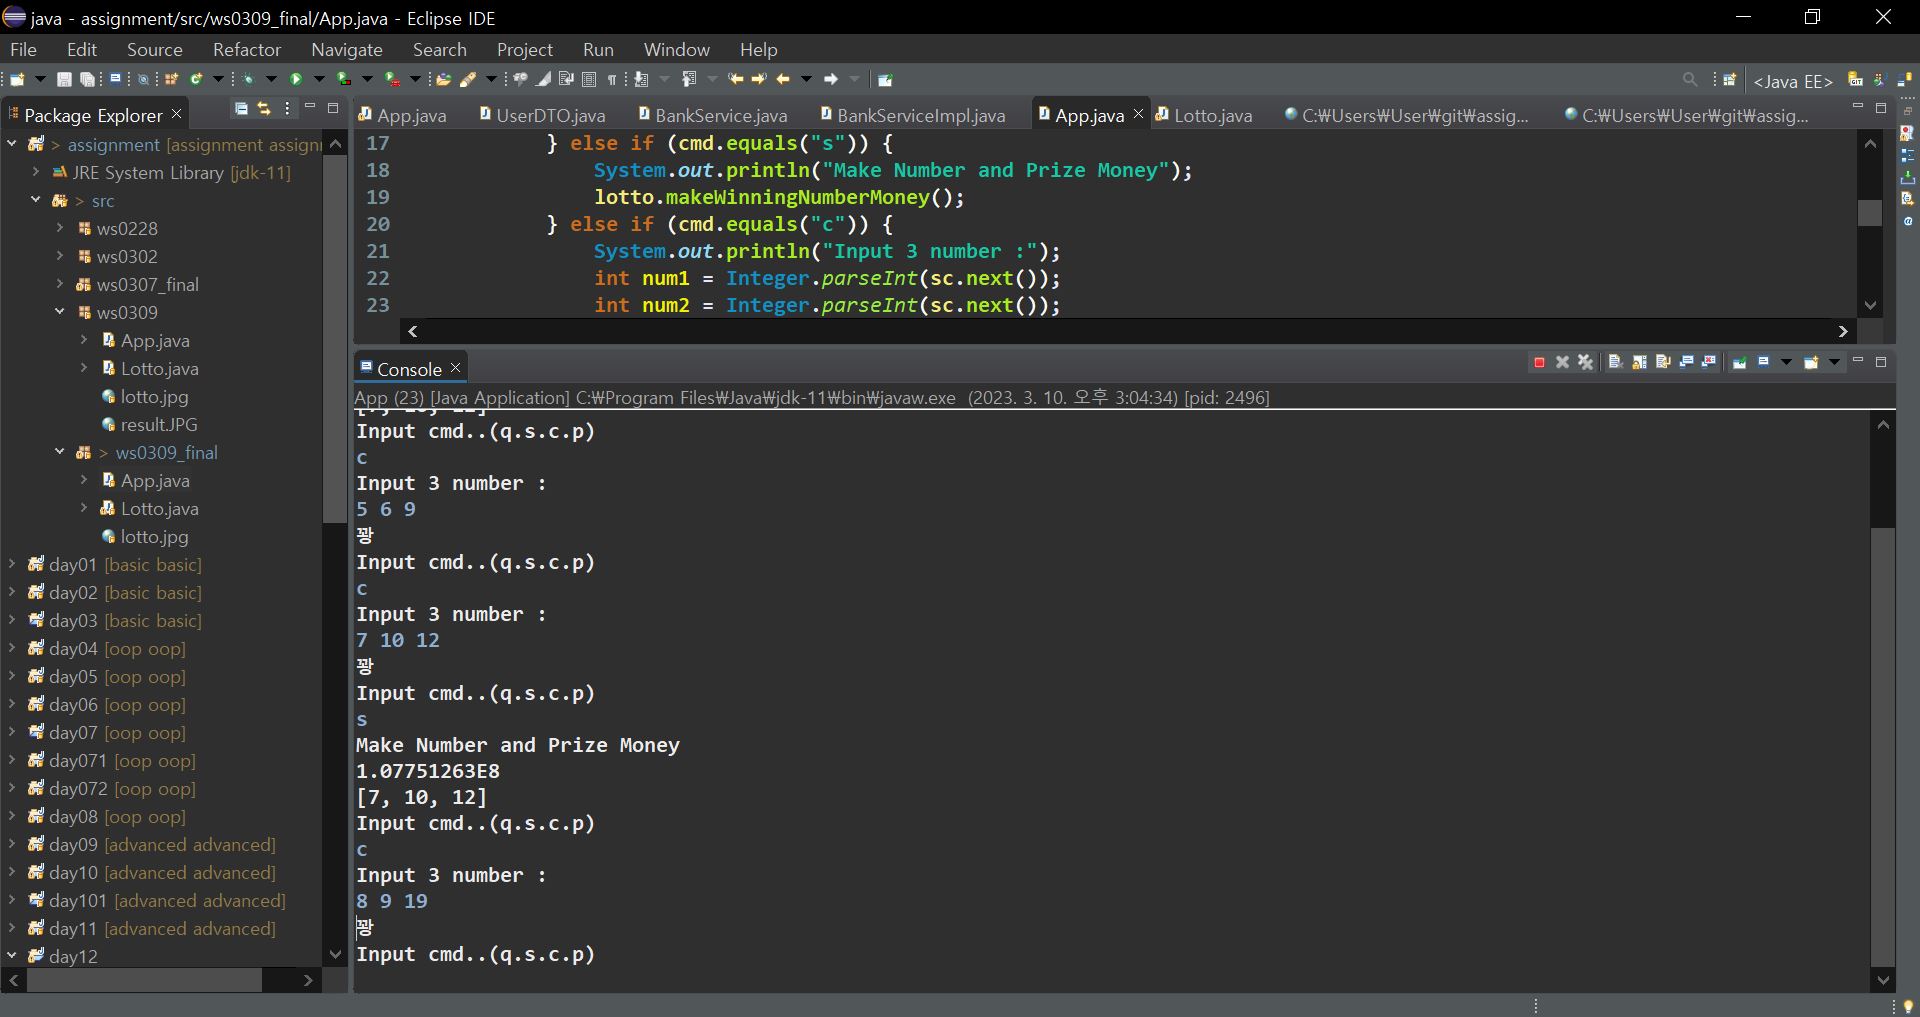 java - assignment/src/ws0309_final/App.java - Eclipse IDE
File Edit Source Refactor Navigate Search Project Run Window Help
<Java EE>
Package Explorer
assignment [assignment assignr
JRE System Library [jdk-11]
> src
ws0228
ws0302
ws0307_final
ws0309
App.java
Lotto.java
lotto.jpg
result.JPG
> ws0309_final
App.java
Lotto.java
lotto.jpg
day01 [basic basic]
day02 [basic basic]
day03 [basic basic]
day04 [oop oop]
day05 [oop oop]
day06 [oop oop]
day07 [oop oop]
day071 [oop oop]
day072 [oop oop]
day08 [oop oop]
day09 [advanced advanced]
day10 [advanced advanced]
day101 [advanced advanced]
day11 [advanced advanced]
day12
App.java UserDTO.java BankService.java BankServiceImpl.java App.java Lotto.java C:₩Users₩User₩git₩assig... C:₩Users₩User₩git₩assig...
17 } else if (cmd.equals("s")) {
18 System.out.println("Make Number and Prize Money");
19 lotto.makeWinningNumberMoney();
20 } else if (cmd.equals("c")) {
21 System.out.println("Input 3 number :");
22 int num1 = Integer.parseInt(sc.next());
23 int num2 = Integer.parseInt(sc.next());
Console
App (23) [Java Application] C:₩Program Files₩Java₩jdk-11₩bin₩javaw.exe (2023. 3. 10. 오후 3:04:34) [pid: 2496]
Input cmd..(q.s.c.p)
c
Input 3 number :
5 6 9
꽝
Input cmd..(q.s.c.p)
c
Input 3 number :
7 10 12
꽝
Input cmd..(q.s.c.p)
s
Make Number and Prize Money
1.07751263E8
[7, 10, 12]
Input cmd..(q.s.c.p)
c
Input 3 number :
8 9 19
꽝
Input cmd..(q.s.c.p)